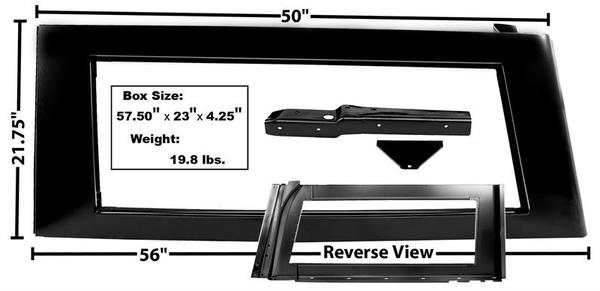 50"
21.75"
Box Size:
57.50" x 23" x 4.25"
Weight:
19.8 lbs.
56"
Reverse View